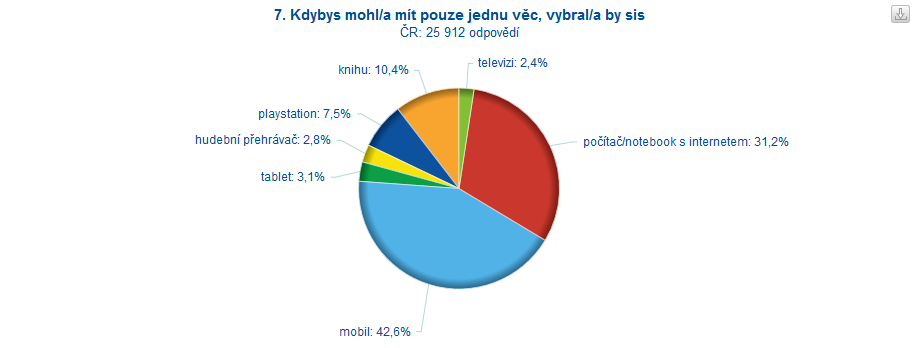 7. Kdybys mohl/a mít pouze jednu věc, vybral/a by sis
ČR: 25 912 odpovědí
televizi: 2,4%
knihu: 10,4%
playstation: 7,5%
hudební přehrávač: 2,8%
počítač/notebook s internetem: 31,2%
tablet: 3,1%
mobil: 42,6%